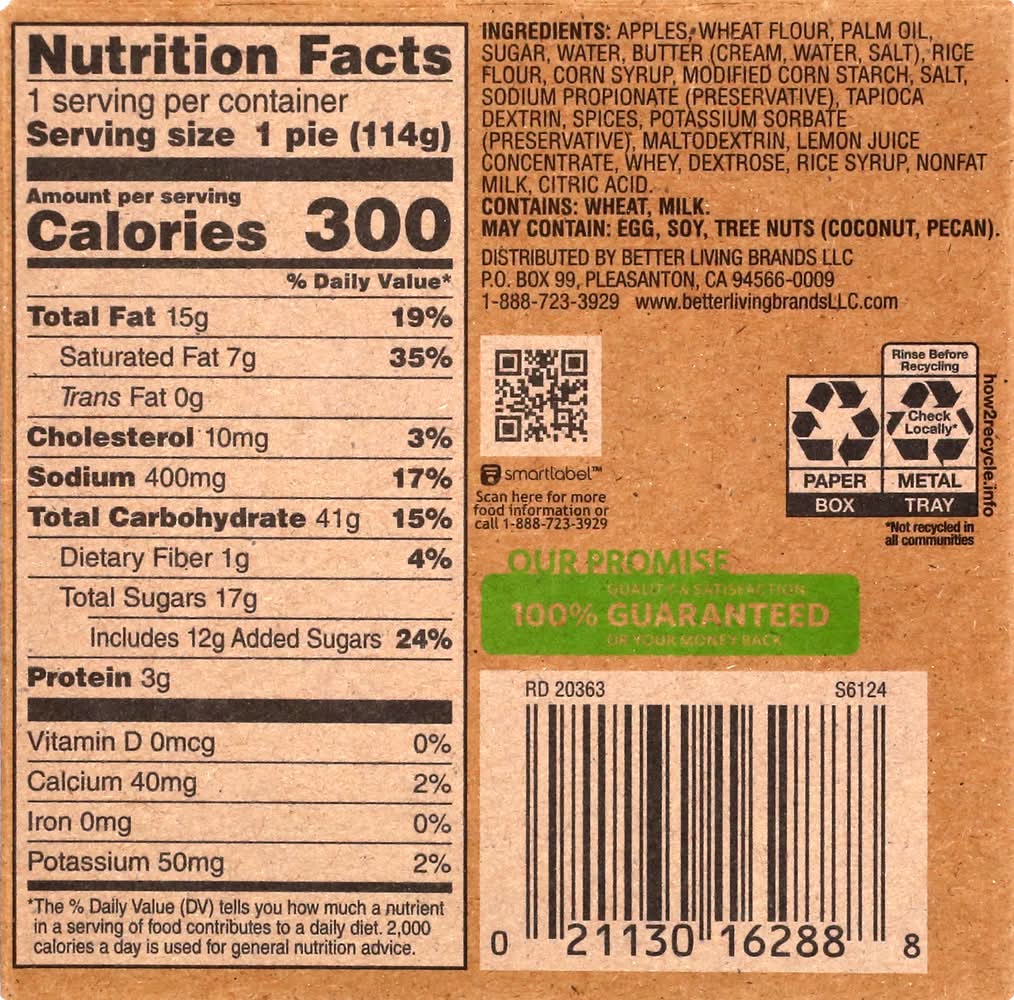 Nutrition Facts
1 serving per container
Serving size 1 pie (114g)
Amount per serving
Calories 300
% Daily Value*
Total Fat 15g 19%
Saturated Fat 7g 35%
Trans Fat 0g
Cholesterol 10mg 3%
Sodium 400mg 17%
Total Carbohydrate 41g 15%
Dietary Fiber 1g 4%
Total Sugars 17g
Includes 12g Added Sugars 24%
Protein 3g
Vitamin D 0mcg 0%
Calcium 40mg 2%
Iron 0mg 0%
Potassium 50mg 2%
*The % Daily Value (DV) tells you how much a nutrient
in a serving of food contributes to a daily diet. 2,000
calories a day is used for general nutrition advice.
INGREDIENTS: APPLES, WHEAT FLOUR, PALM OIL,
SUGAR, WATER, BUTTER (CREAM, WATER, SALT), RICE
FLOUR, CORN SYRUP, MODIFIED CORN STARCH, SALT,
SODIUM PROPIONATE (PRESERVATIVE), TAPIOCA
DEXTRIN, SPICES, POTASSIUM SORBATE
(PRESERVATIVE), MALTODEXTRIN, LEMON JUICE
CONCENTRATE, WHEY, DEXTROSE, RICE SYRUP, NONFAT
MILK, CITRIC ACID.
CONTAINS: WHEAT, MILK.
MAY CONTAIN: EGG, SOY, TREE NUTS (COCONUT, PECAN).
DISTRIBUTED BY BETTER LIVING BRANDS LLC
P.O. BOX 99, PLEASANTON, CA 94566-0009
1-888-723-3929 www.betterlivingbrandsLLC.com
smartlabel™
Scan here for more
food information or
call 1-888-723-3929
Rinse Before
Recycling
Check
Locally*
PAPER METAL
BOX TRAY
how2recycle.info
*Not recycled in
all communities
OUR PROMISE
QUALITY & SATISFACTION
100% GUARANTEED
OR YOUR MONEY BACK
RD 20363 S6124
0 21130 16288 8